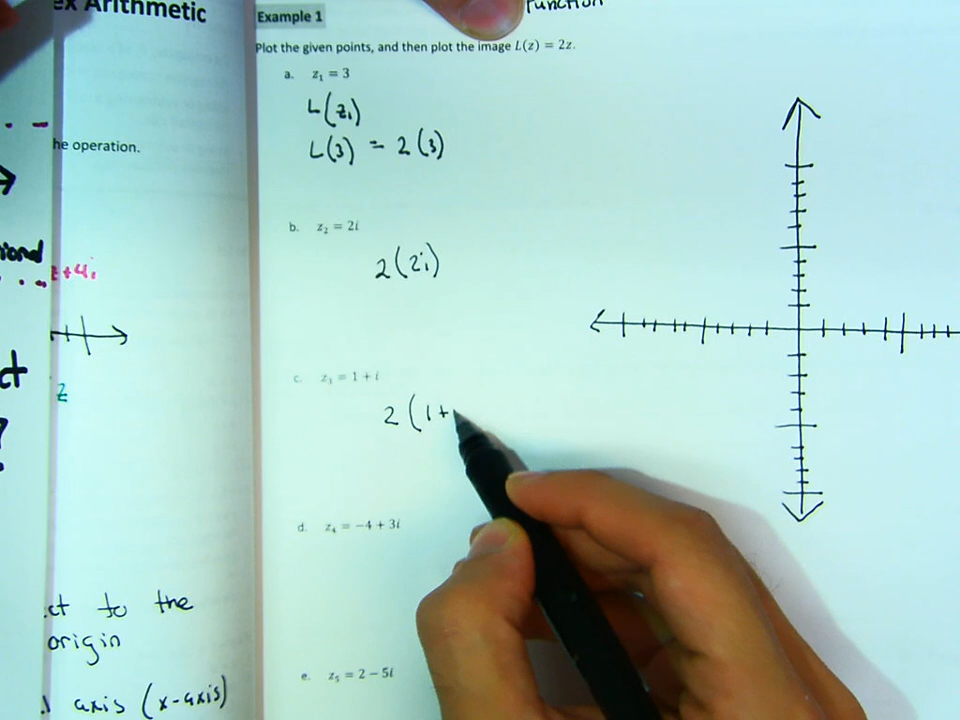 Arithmetic
he operation.
ct to the
origin
axis (x-axis)
Example 1
function
Plot the given points, and then plot the image L(z) = 2z.
a. z₁ = 3
L(z₁)
L(3) = 2(3)
b. z₂ = 2i
2(2i)
c. z₃ = 1 + i
2(1+
d. z₄ = −4 + 3i
e. z₅ = 2 − 5i